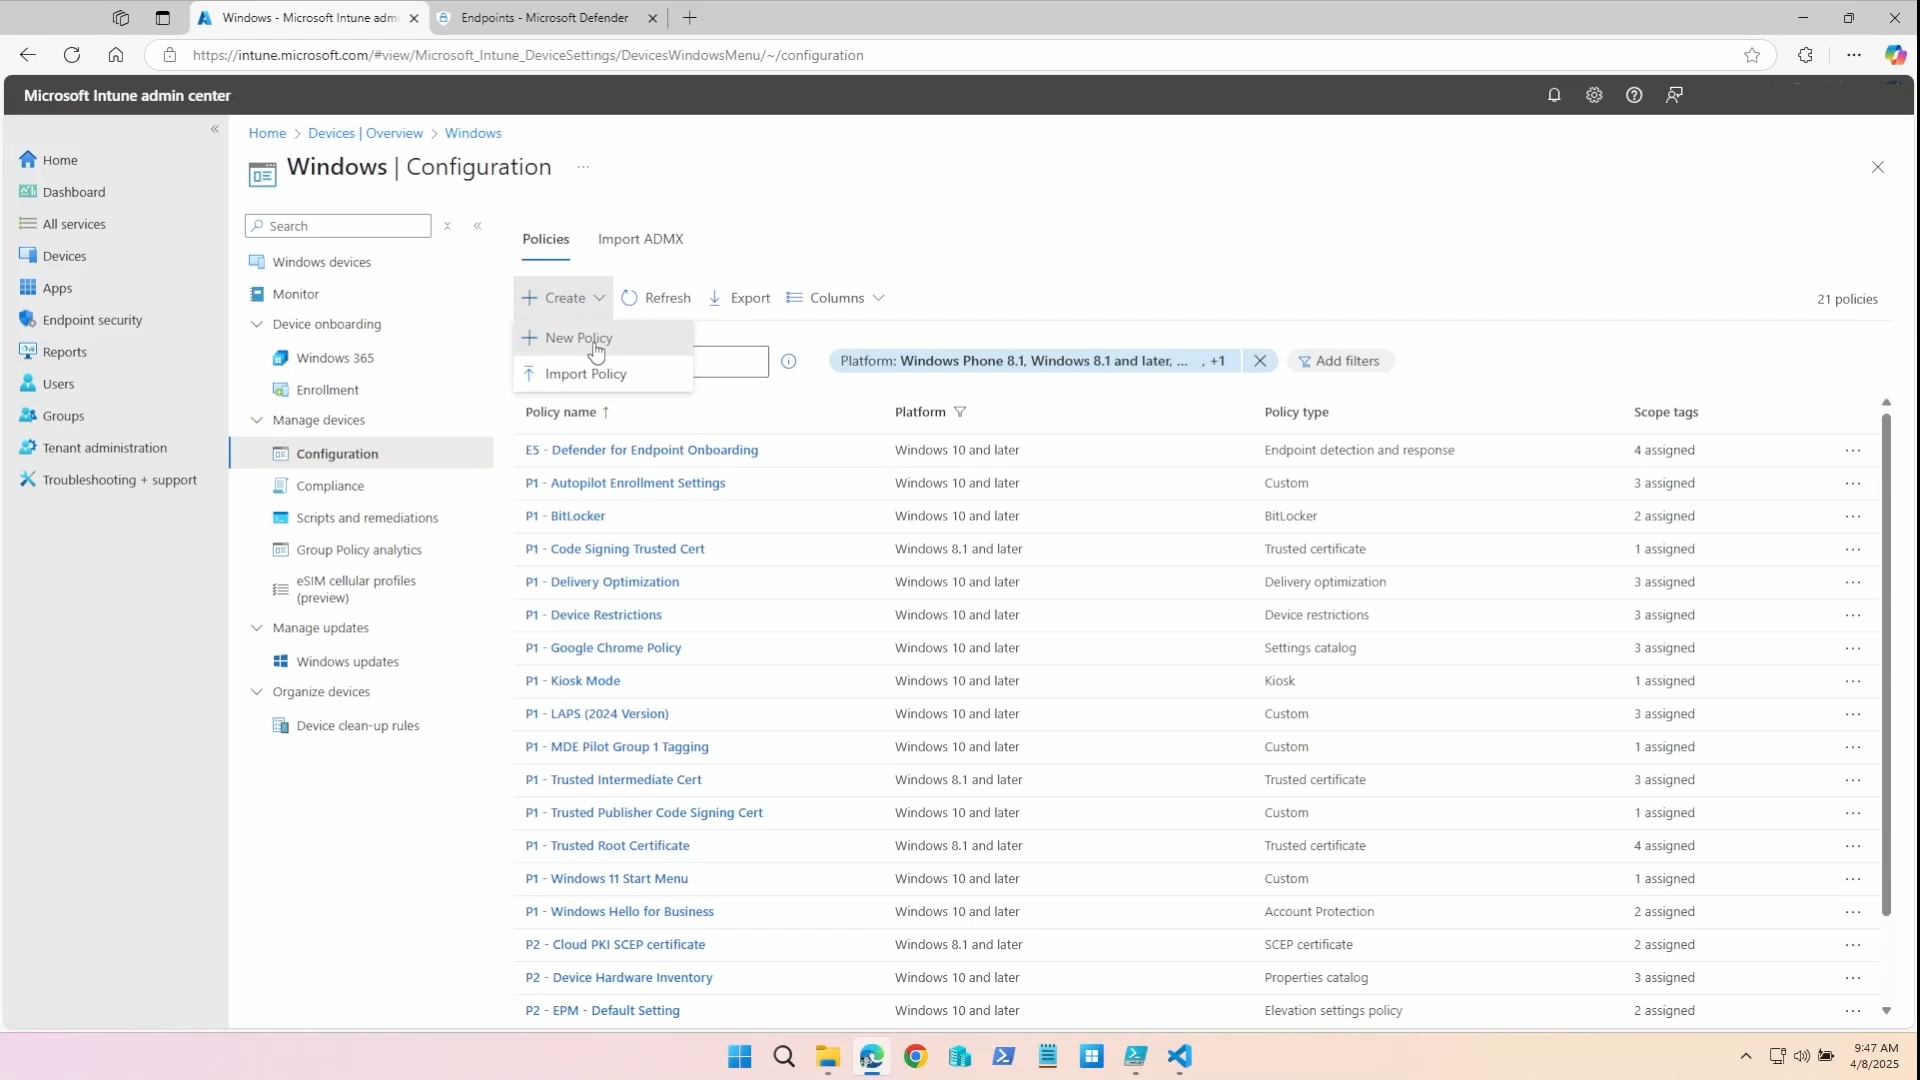 Windows - Microsoft Intune admi
Endpoints - Microsoft Defender
https://intune.microsoft.com/#view/Microsoft_Intune_DeviceSettings/DevicesWindowsMenu/~/configuration
Microsoft Intune admin center
Home
Dashboard
All services
Devices
Apps
Endpoint security
Reports
Users
Groups
Tenant administration
Troubleshooting + support
Home > Devices | Overview > Windows
Windows | Configuration
Search
Windows devices
Monitor
Device onboarding
Windows 365
Enrollment
Manage devices
Configuration
Compliance
Scripts and remediations
Group Policy analytics
eSIM cellular profiles
(preview)
Manage updates
Windows updates
Organize devices
Device clean-up rules
Policies Import ADMX
Create Refresh Export Columns 21 policies
New Policy
Import Policy
Platform: Windows Phone 8.1, Windows 8.1 and later, ... , +1 Add filters
Policy name ↑ Platform Policy type Scope tags
E5 - Defender for Endpoint Onboarding Windows 10 and later Endpoint detection and response 4 assigned
P1 - Autopilot Enrollment Settings Windows 10 and later Custom 3 assigned
P1 - BitLocker Windows 10 and later BitLocker 2 assigned
P1 - Code Signing Trusted Cert Windows 8.1 and later Trusted certificate 1 assigned
P1 - Delivery Optimization Windows 10 and later Delivery optimization 3 assigned
P1 - Device Restrictions Windows 10 and later Device restrictions 3 assigned
P1 - Google Chrome Policy Windows 10 and later Settings catalog 3 assigned
P1 - Kiosk Mode Windows 10 and later Kiosk 1 assigned
P1 - LAPS (2024 Version) Windows 10 and later Custom 3 assigned
P1 - MDE Pilot Group 1 Tagging Windows 10 and later Custom 1 assigned
P1 - Trusted Intermediate Cert Windows 8.1 and later Trusted certificate 3 assigned
P1 - Trusted Publisher Code Signing Cert Windows 10 and later Custom 1 assigned
P1 - Trusted Root Certificate Windows 8.1 and later Trusted certificate 4 assigned
P1 - Windows 11 Start Menu Windows 10 and later Custom 1 assigned
P1 - Windows Hello for Business Windows 10 and later Account Protection 2 assigned
P2 - Cloud PKI SCEP certificate Windows 8.1 and later SCEP certificate 2 assigned
P2 - Device Hardware Inventory Windows 10 and later Properties catalog 3 assigned
P2 - EPM - Default Setting Windows 10 and later Elevation settings policy 2 assigned
9:47 AM
4/8/2025